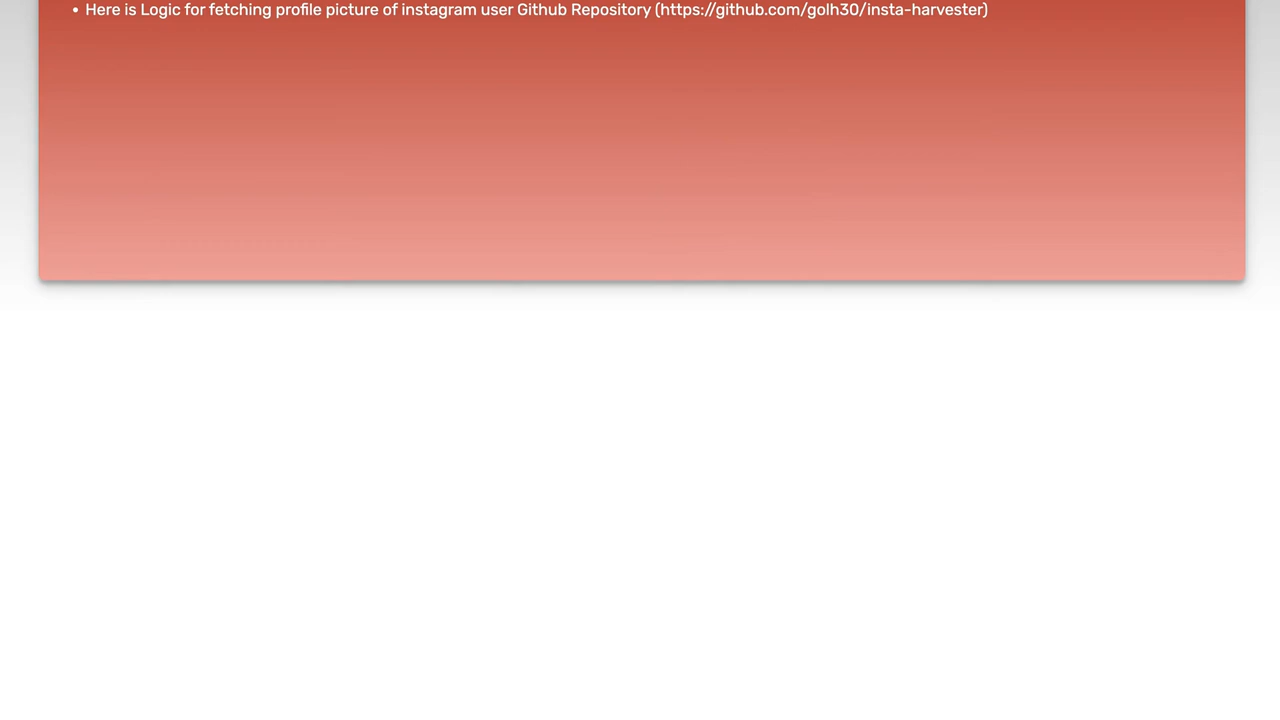 • Here is Logic for fetching profile picture of instagram user Github Repository (https://github.com/golh30/insta-harvester)